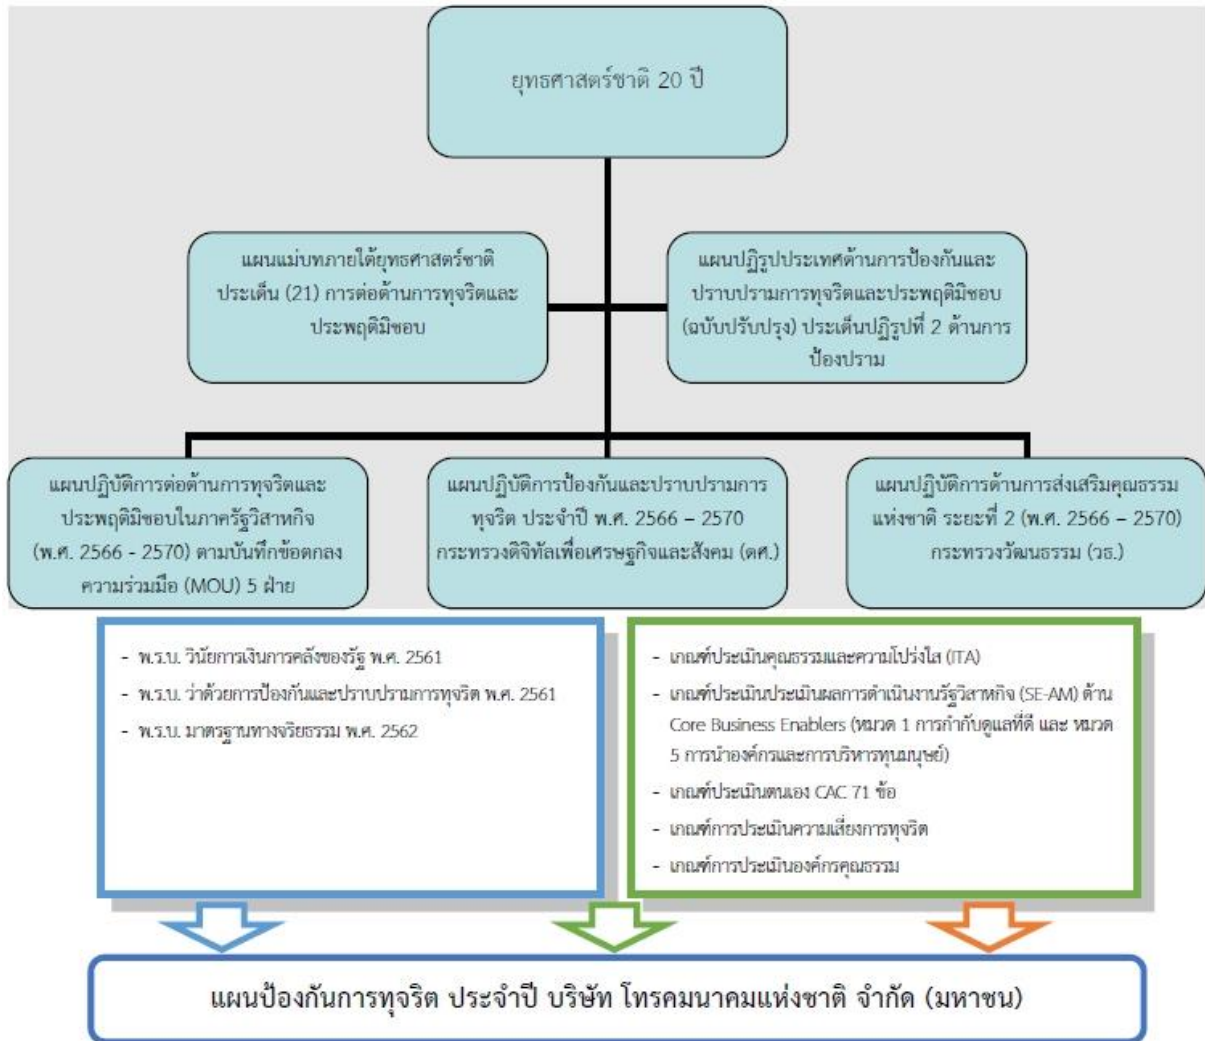 ยุทธศาสตร์ชาติ 20 ปี
แผนแม่บทภายใต้ยุทธศาสตร์ชาติ
ประเด็น (21) การต่อต้านการทุจริตและ
ประพฤติมิชอบ
แผนปฏิรูปประเทศด้านการป้องกันและ
ปราบปรามการทุจริตและประพฤติมิชอบ
(ฉบับปรับปรุง) ประเด็นปฏิรูปที่ 2 ด้านการ
ป้องปราม
แผนปฏิบัติการต่อต้านการทุจริตและ
ประพฤติมิชอบในภาครัฐวิสาหกิจ
(พ.ศ. 2566 - 2570) ตามบันทึกข้อตกลง
ความร่วมมือ (MOU) 5 ฝ่าย
แผนปฏิบัติการป้องกันและปราบปรามการ
ทุจริต ประจำปี พ.ศ. 2566 – 2570
กระทรวงดิจิทัลเพื่อเศรษฐกิจและสังคม (ดศ.)
แผนปฏิบัติการด้านการส่งเสริมคุณธรรม
แห่งชาติ ระยะที่ 2 (พ.ศ. 2566 – 2570)
กระทรวงวัฒนธรรม (วธ.)
- พ.ร.บ. วินัยการเงินการคลังของรัฐ พ.ศ. 2561
- พ.ร.บ. ว่าด้วยการป้องกันและปราบปรามการทุจริต พ.ศ. 2561
- พ.ร.บ. มาตรฐานทางจริยธรรม พ.ศ. 2562
- เกณฑ์ประเมินคุณธรรมและความโปร่งใส (ITA)
- เกณฑ์ประเมินประเมินผลการดำเนินงานรัฐวิสาหกิจ (SE-AM) ด้าน
Core Business Enablers (หมวด 1 การกำกับดูแลที่ดี และ หมวด
5 การนำองค์กรและการบริหารทุนมนุษย์)
- เกณฑ์ประเมินตนเอง CAC 71 ข้อ
- เกณฑ์การประเมินความเสี่ยงการทุจริต
- เกณฑ์การประเมินองค์กรคุณธรรม
แผนป้องกันการทุจริต ประจำปี บริษัท โทรคมนาคมแห่งชาติ จำกัด (มหาชน)